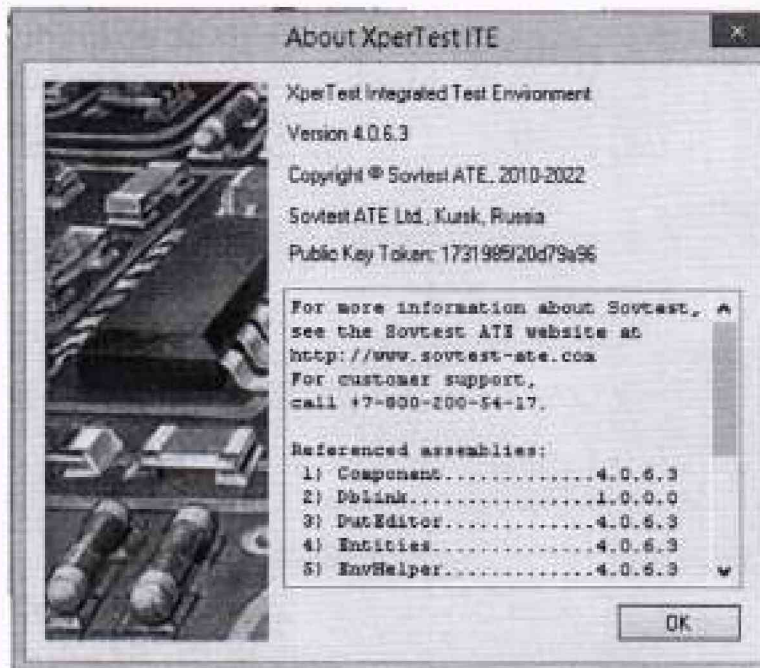 About XperTest ITE
XperTest Integrated Test Environment
Version 4.0.6.3
Copyright © Sovtest ATE, 2010-2022
Sovtest ATE Ltd., Kursk, Russia
Public Key Token: 1731985f20d79a96
For more information about Sovtest,
see the Sovtest ATE website at
http://www.sovtest-ate.com
For customer support,
call +7-800-200-54-17.
Referenced assemblies:
1) Component.............4.0.6.3
2) Dblink................1.0.0.0
3) DutEditor.............4.0.6.3
4) Entities..............4.0.6.3
5) EnvHelper.............4.0.6.3
OK